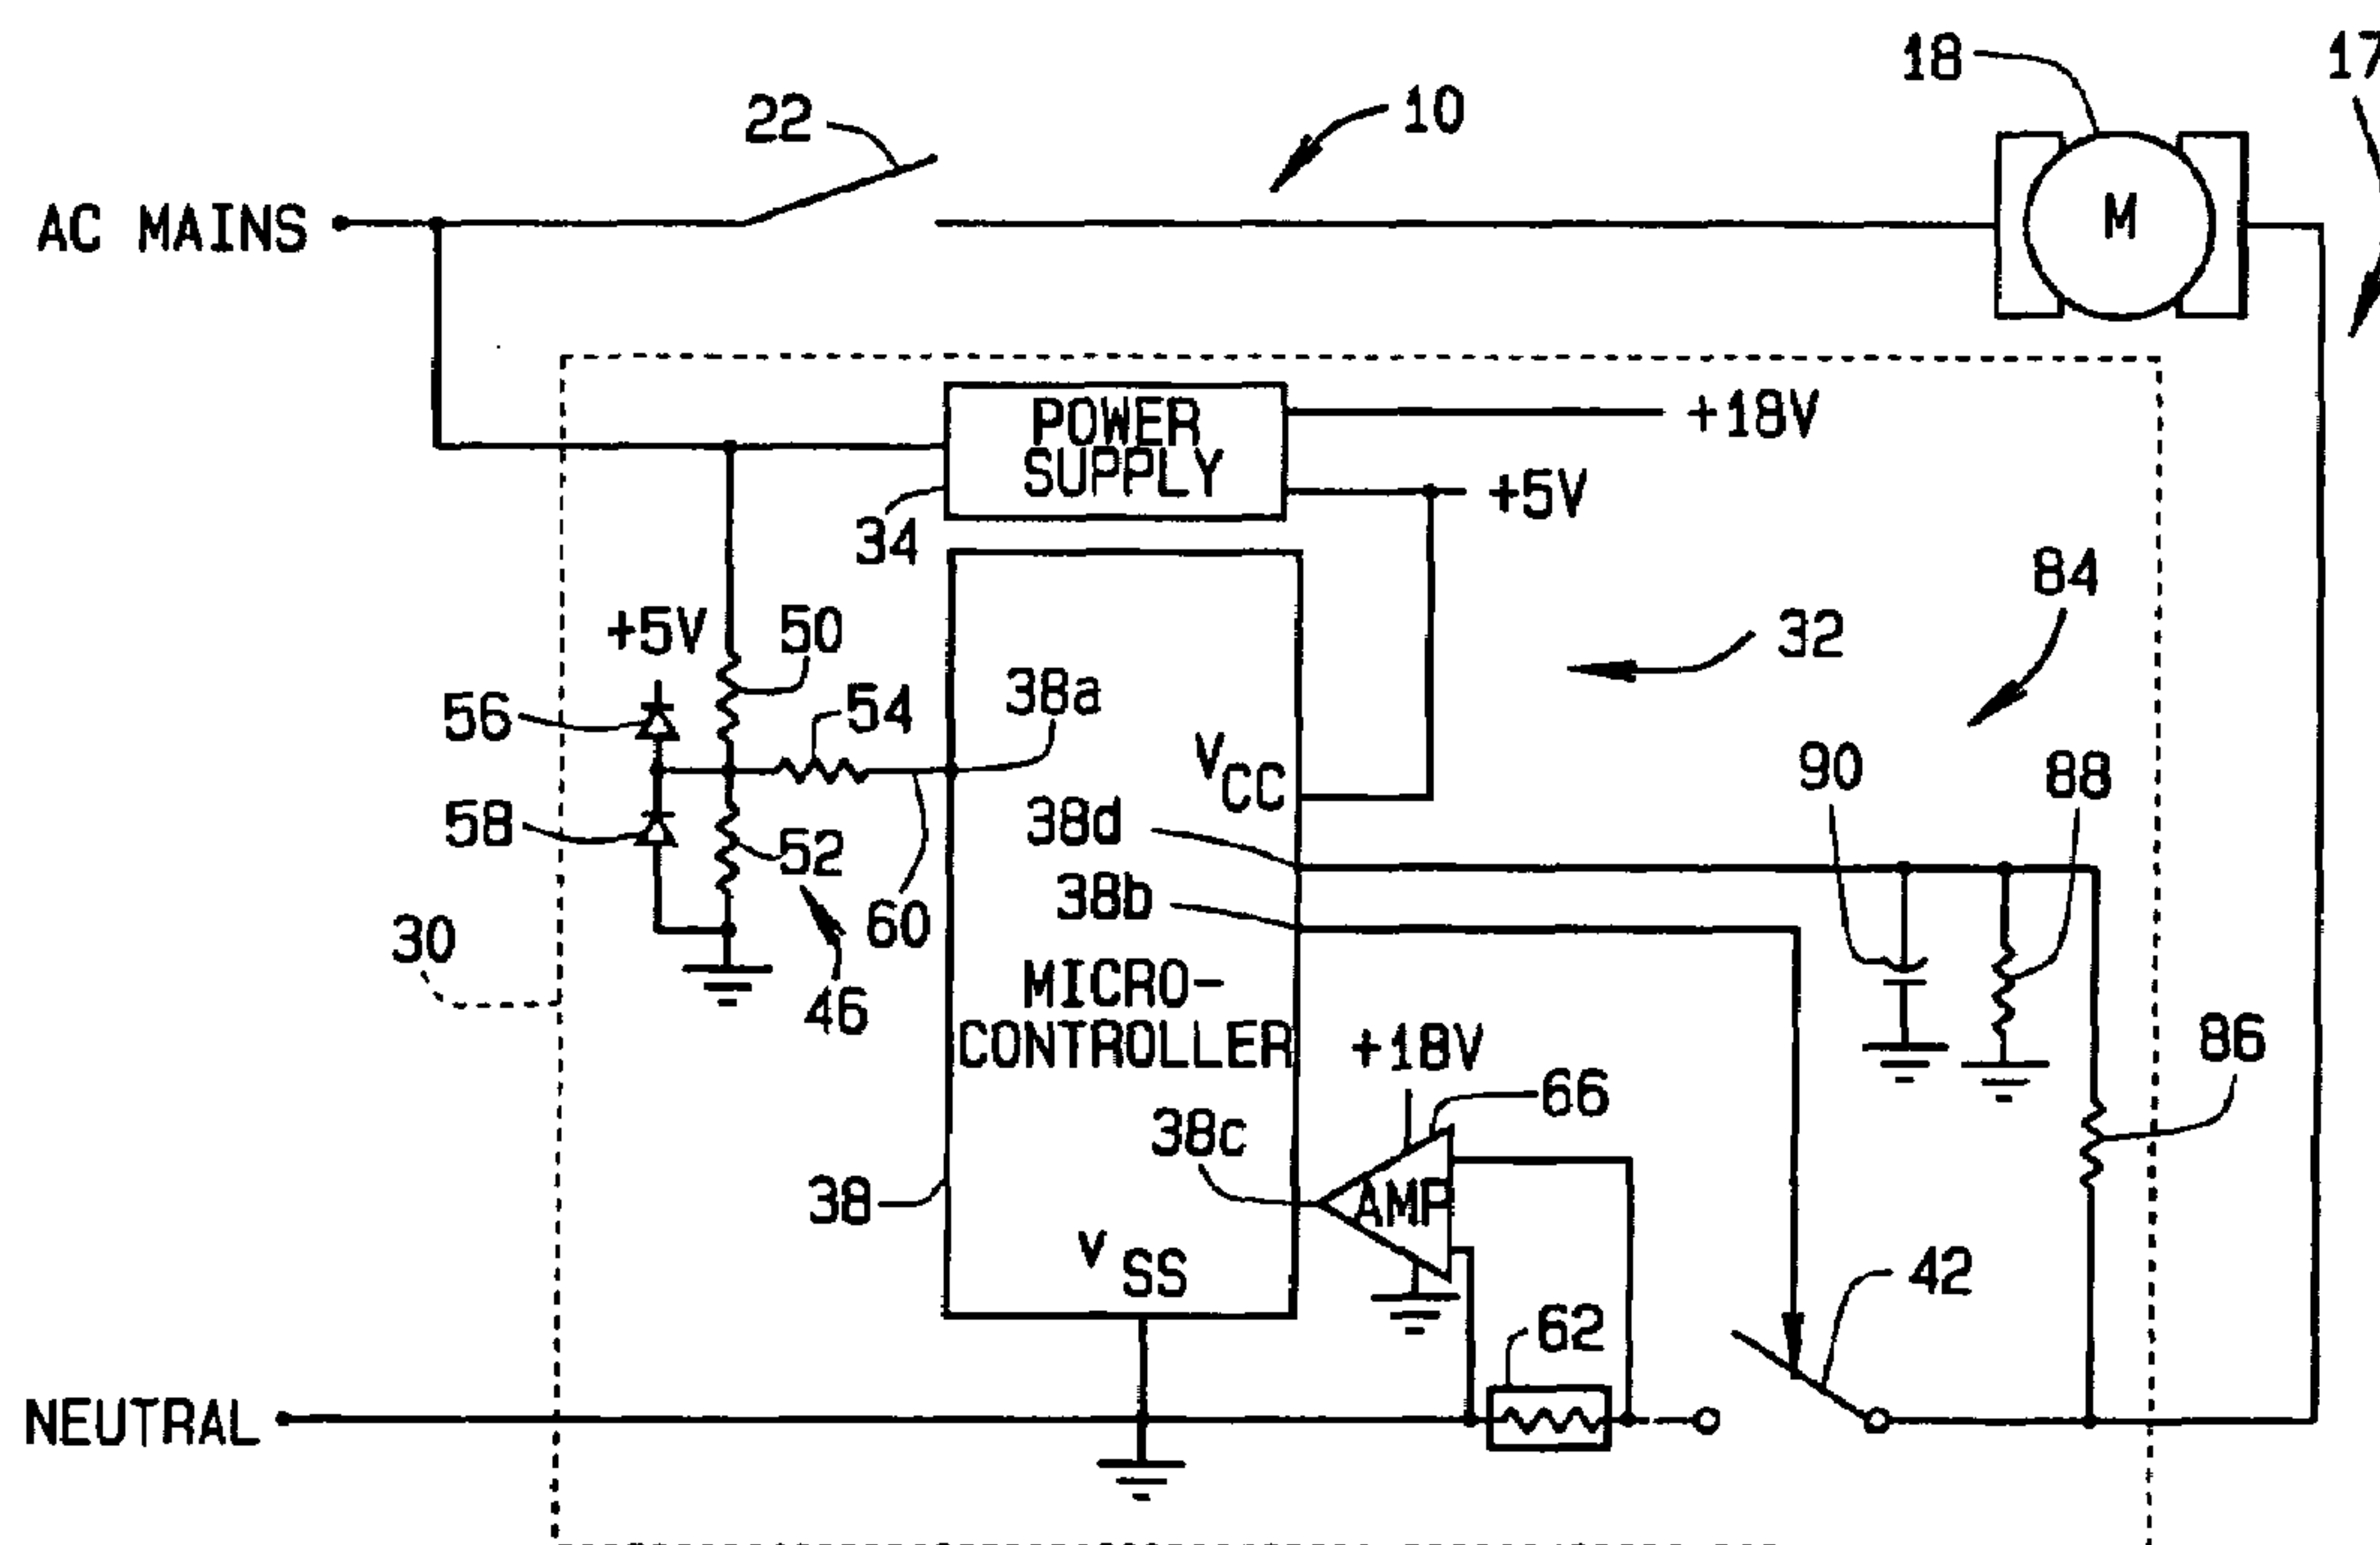 18
17
22
10
AC MAINS
M
POWER
SUPPLY
+18V
+5V
34
84
+5V
50
32
56
54
38a
VCC
90
88
58
52
38d
60
38b
30
46
MICRO-
CONTROLLER
+18V
66
86
38c
38
AMP
42
VSS
62
NEUTRAL